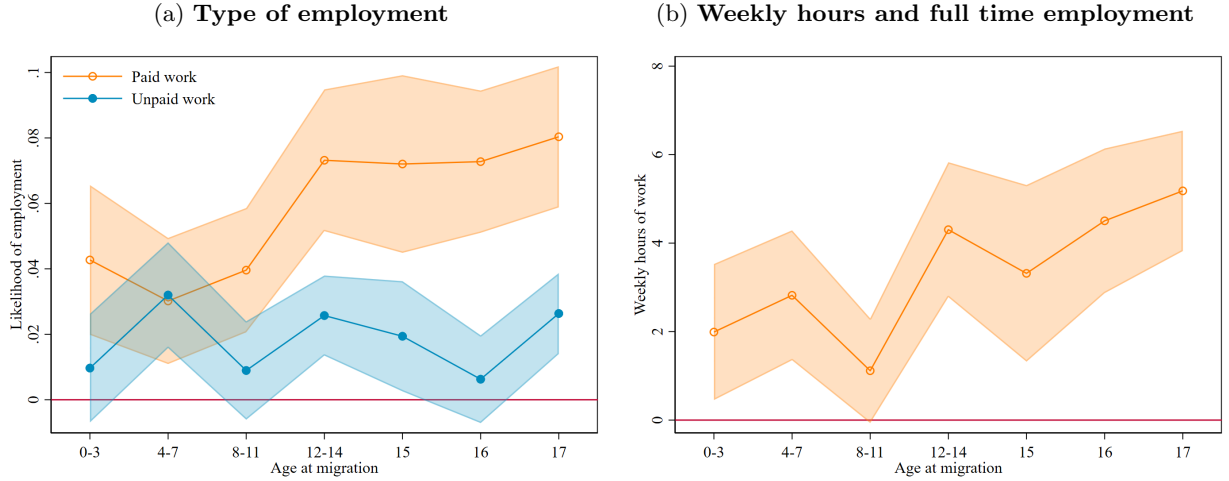 (a) Type of employment
Likelihood of employment
.1
.08
.06
.04
.02
0
Paid work
Unpaid work
0-3 4-7 8-11 12-14 15 16 17
Age at migration
(b) Weekly hours and full time employment
Weekly hours of work
8
6
4
2
0
0-3 4-7 8-11 12-14 15 16 17
Age at migration